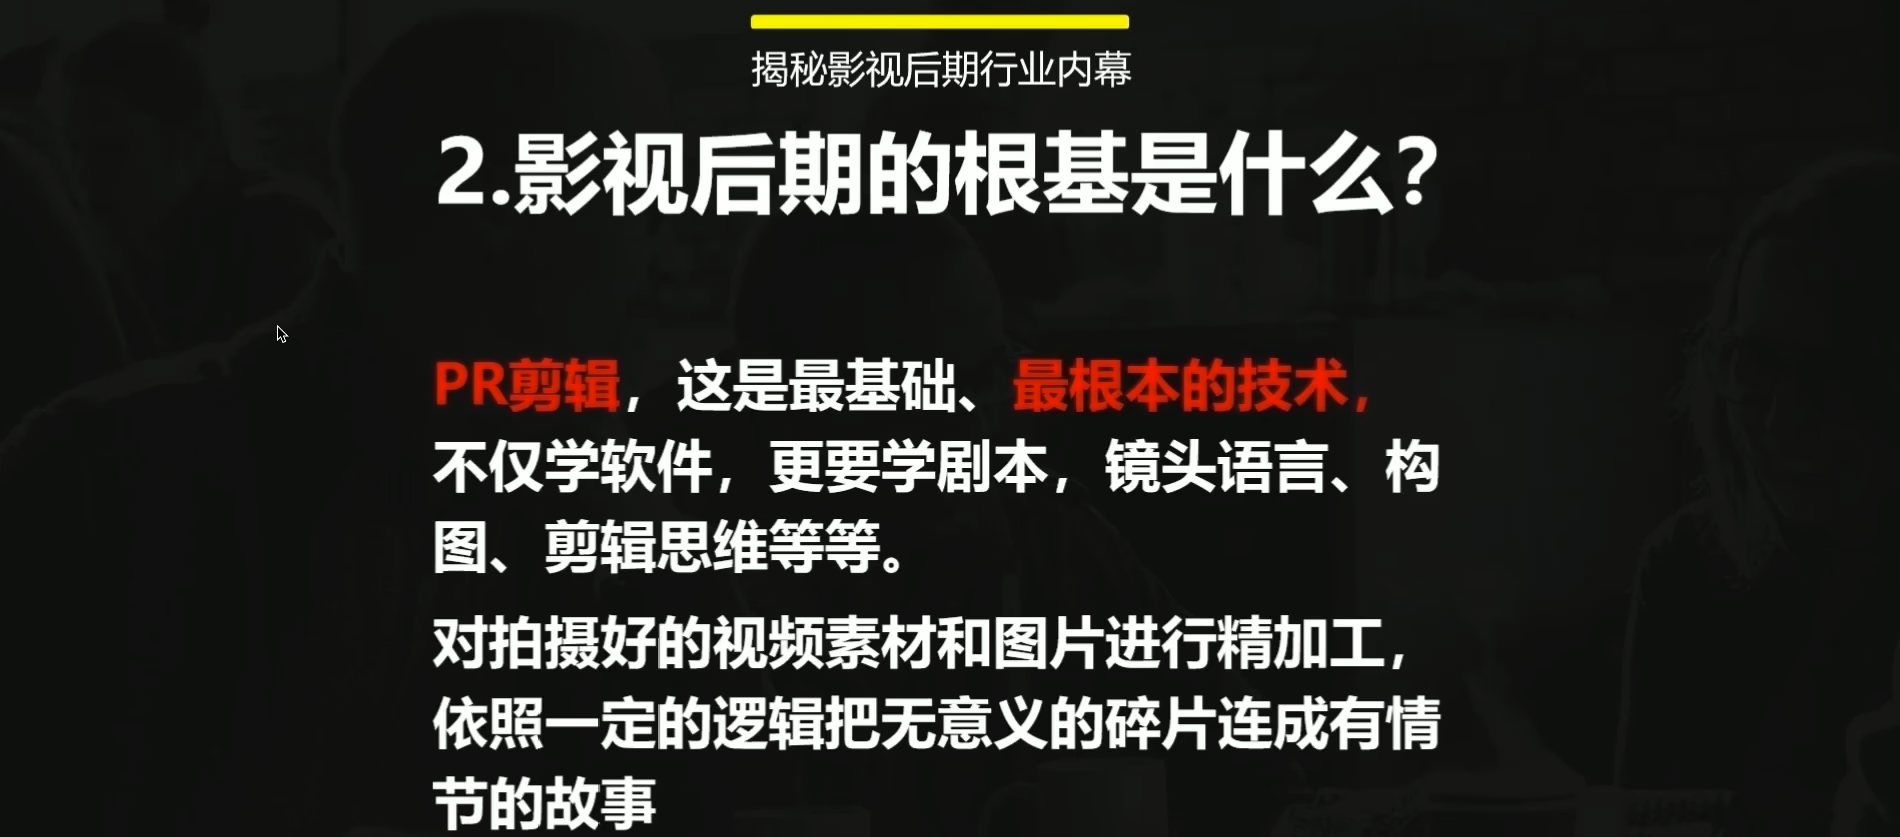 揭秘影视后期行业内幕
2.影视后期的根基是什么?
PR剪辑，这是最基础、最根本的技术，
不仅学软件，更要学剧本，镜头语言、构
图、剪辑思维等等。
对拍摄好的视频素材和图片进行精加工，
依照一定的逻辑把无意义的碎片连成有情
节的故事